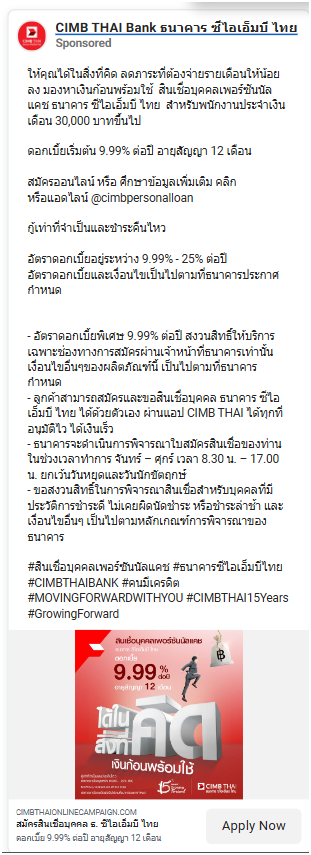 CIMB THAI Bank ธนาคาร ซีไอเอ็มบี ไทย
Sponsored
ให้คุณได้ในสิ่งที่คิด ลดภาระที่ต้องจ่ายรายเดือนให้น้อย
ลง มองหาเงินก้อนพร้อมใช้ สินเชื่อบุคคลเพอร์ซันนัล
แคช ธนาคาร ซีไอเอ็มบี ไทย สำหรับพนักงานประจำเงิน
เดือน 30,000 บาทขึ้นไป
ดอกเบี้ยเริ่มต้น 9.99% ต่อปี อายุสัญญา 12 เดือน
สมัครออนไลน์ หรือ ศึกษาข้อมูลเพิ่มเติม คลิก
หรือแอดไลน์ @cimbpersonalloan
กู้เท่าที่จำเป็นและชำระคืนไหว
อัตราดอกเบี้ยอยู่ระหว่าง 9.99% - 25% ต่อปี
อัตราดอกเบี้ยและเงื่อนไขเป็นไปตามที่ธนาคารประกาศ
กำหนด
- อัตราดอกเบี้ยพิเศษ 9.99% ต่อปี สงวนสิทธิ์ให้บริการ
เฉพาะช่องทางการสมัครผ่านเจ้าหน้าที่ธนาคารเท่านั้น
เงื่อนไขอื่นๆของผลิตภัณฑ์นี้ เป็นไปตามที่ธนาคาร
กำหนด
- ลูกค้าสามารถสมัครและขอสินเชื่อบุคคล ธนาคาร ซีไอ
เอ็มบี ไทย ได้ด้วยตัวเอง ผ่านแอป CIMB THAI ได้ทุกที่
อนุมัติไว ได้เงินเร็ว
- ธนาคารจะดำเนินการพิจารณาใบสมัครสินเชื่อของท่าน
ในช่วงเวลาทำการ จันทร์ – ศุกร์ เวลา 8.30 น. – 17.00
น. ยกเว้นวันหยุดและวันนักขัตฤกษ์
- ขอสงวนสิทธิ์ในการพิจารณาสินเชื่อสำหรับบุคคลที่มี
ประวัติการชำระดี ไม่เคยผิดนัดชำระ หรือชำระล่าช้า และ
เงื่อนไขอื่นๆ เป็นไปตามหลักเกณฑ์การพิจารณาของ
ธนาคาร
#สินเชื่อบุคคลเพอร์ซันนัลแคช #ธนาคารซีไอเอ็มบีไทย
#CIMBTHAIBANK #คนมีเครดิต
#MOVINGFORWARDWITHYOU #CIMBTHAI15Years
#GrowingForward
สินเชื่อบุคคลเพอร์ซันนัลแคช
ธนาคาร ซีไอเอ็มบี ไทย
ดอกเบี้ย
9.99% ต่อปี
อายุสัญญา 12 เดือน
ได้ใน
สิ่งที่คิด
เงินก้อนพร้อมใช้
CIMB THAI
CIMBTHAIONLINECAMPAIGN.COM
สมัครสินเชื่อบุคคล ธ. ซีไอเอ็มบี ไทย
ดอกเบี้ย 9.99% ต่อปี อายุสัญญา 12 เดือน
Apply Now